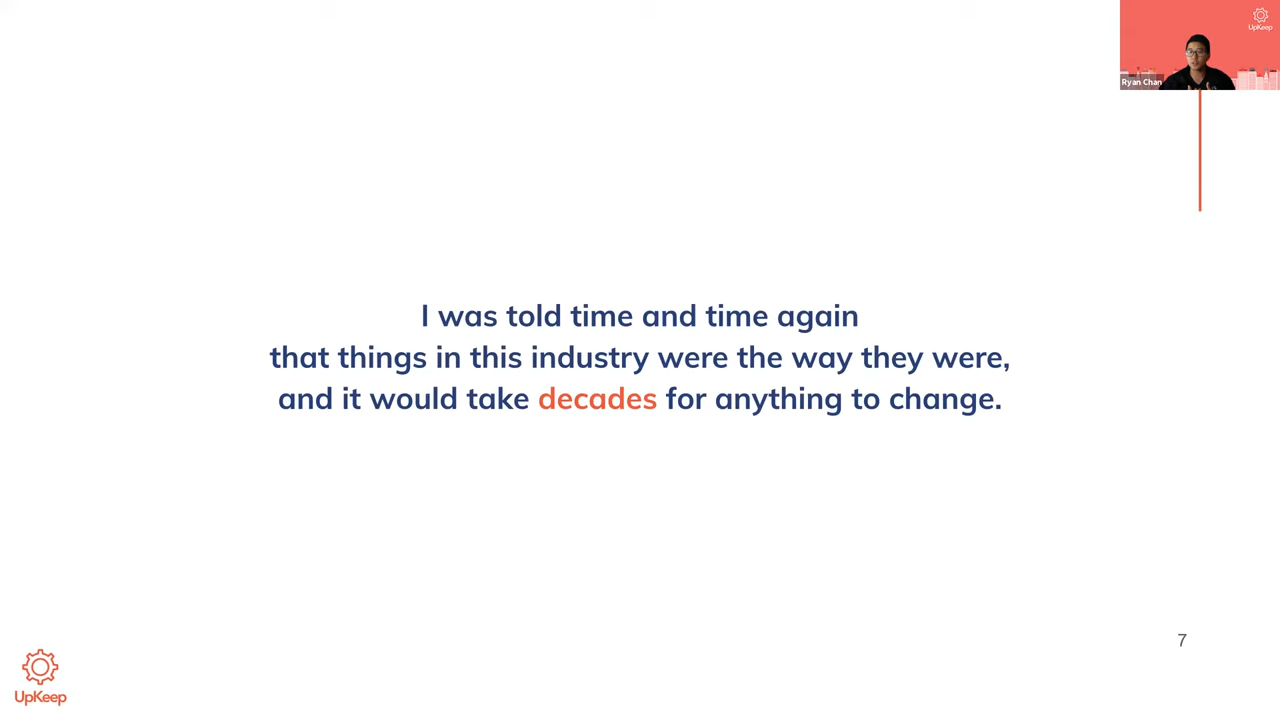 UpKeep
Ryan Chan
I was told time and time again
that things in this industry were the way they were,
and it would take decades for anything to change.
7
UpKeep